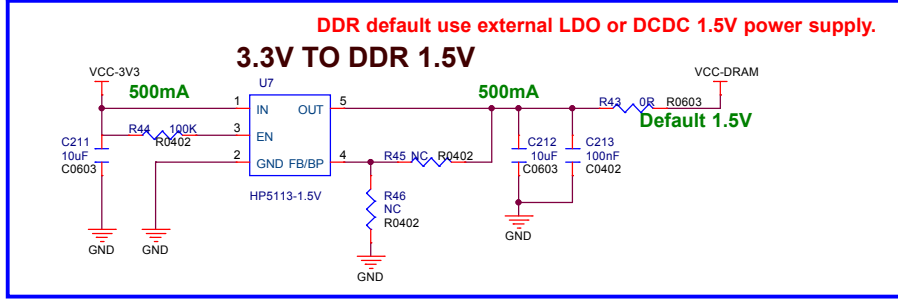 DDR default use external LDO or DCDC 1.5V power supply.
3.3V TO DDR 1.5V
VCC-3V3
U7
VCC-DRAM
500mA
500mA
1 IN OUT 5
R43 0R R0603
Default 1.5V
R44 100K
R0402
3 EN
C211
10uF
C0603
2 GND FB/BP 4
R45 NC R0402
C212
10uF
C0603
C213
100nF
C0402
HP5113-1.5V
R46
NC
R0402
GND
GND
GND
GND